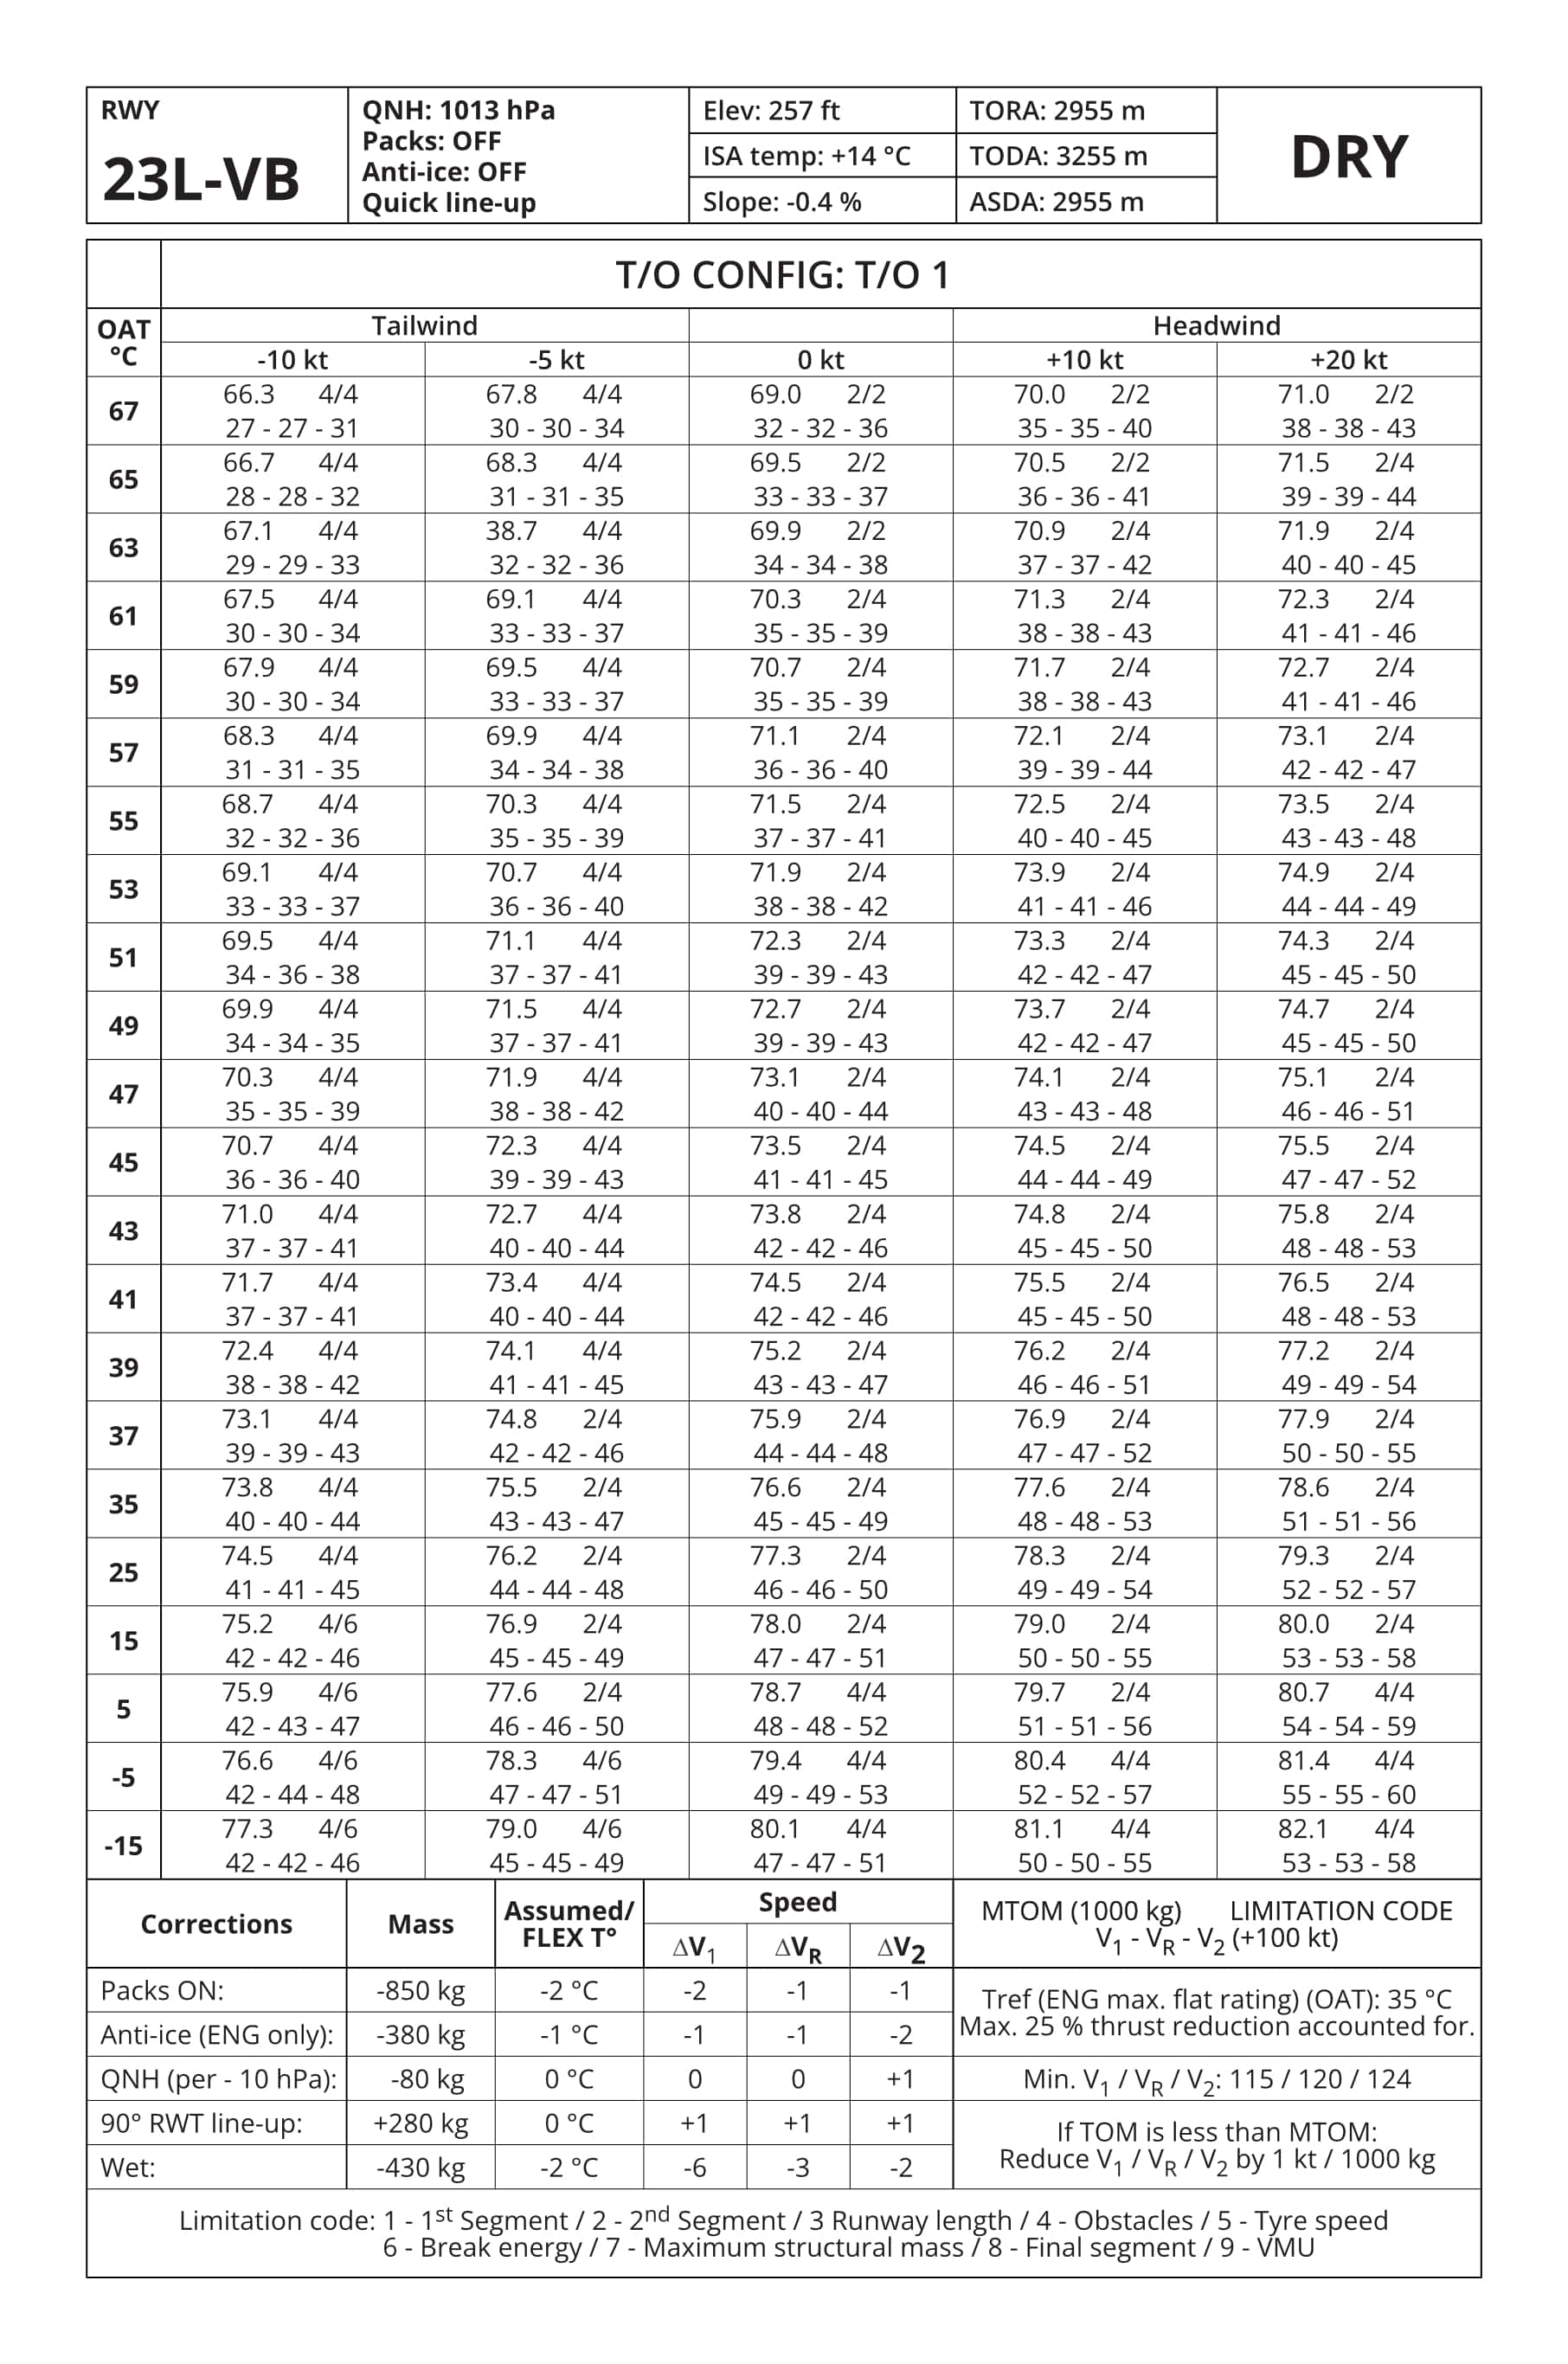 RWY
23L-VB
QNH: 1013 hPa
Packs: OFF
Anti-ice: OFF
Quick line-up
Elev: 257 ft
ISA temp: +14 °C
Slope: -0.4 %
TORA: 2955 m
TODA: 3255 m
ASDA: 2955 m
DRY
T/O CONFIG: T/O 1
OAT °C
Tailwind Headwind
-10 kt -5 kt 0 kt +10 kt +20 kt
67
66.3 4/4 67.8 4/4 69.0 2/2 70.0 2/2 71.0 2/2
27 - 27 - 31 30 - 30 - 34 32 - 32 - 36 35 - 35 - 40 38 - 38 - 43
65
66.7 4/4 68.3 4/4 69.5 2/2 70.5 2/2 71.5 2/4
28 - 28 - 32 31 - 31 - 35 33 - 33 - 37 36 - 36 - 41 39 - 39 - 44
63
67.1 4/4 38.7 4/4 69.9 2/2 70.9 2/4 71.9 2/4
29 - 29 - 33 32 - 32 - 36 34 - 34 - 38 37 - 37 - 42 40 - 40 - 45
61
67.5 4/4 69.1 4/4 70.3 2/4 71.3 2/4 72.3 2/4
30 - 30 - 34 33 - 33 - 37 35 - 35 - 39 38 - 38 - 43 41 - 41 - 46
59
67.9 4/4 69.5 4/4 70.7 2/4 71.7 2/4 72.7 2/4
30 - 30 - 34 33 - 33 - 37 35 - 35 - 39 38 - 38 - 43 41 - 41 - 46
57
68.3 4/4 69.9 4/4 71.1 2/4 72.1 2/4 73.1 2/4
31 - 31 - 35 34 - 34 - 38 36 - 36 - 40 39 - 39 - 44 42 - 42 - 47
55
68.7 4/4 70.3 4/4 71.5 2/4 72.5 2/4 73.5 2/4
32 - 32 - 36 35 - 35 - 39 37 - 37 - 41 40 - 40 - 45 43 - 43 - 48
53
69.1 4/4 70.7 4/4 71.9 2/4 73.9 2/4 74.9 2/4
33 - 33 - 37 36 - 36 - 40 38 - 38 - 42 41 - 41 - 46 44 - 44 - 49
51
69.5 4/4 71.1 4/4 72.3 2/4 73.3 2/4 74.3 2/4
34 - 36 - 38 37 - 37 - 41 39 - 39 - 43 42 - 42 - 47 45 - 45 - 50
49
69.9 4/4 71.5 4/4 72.7 2/4 73.7 2/4 74.7 2/4
34 - 34 - 35 37 - 37 - 41 39 - 39 - 43 42 - 42 - 47 45 - 45 - 50
47
70.3 4/4 71.9 4/4 73.1 2/4 74.1 2/4 75.1 2/4
35 - 35 - 39 38 - 38 - 42 40 - 40 - 44 43 - 43 - 48 46 - 46 - 51
45
70.7 4/4 72.3 4/4 73.5 2/4 74.5 2/4 75.5 2/4
36 - 36 - 40 39 - 39 - 43 41 - 41 - 45 44 - 44 - 49 47 - 47 - 52
43
71.0 4/4 72.7 4/4 73.8 2/4 74.8 2/4 75.8 2/4
37 - 37 - 41 40 - 40 - 44 42 - 42 - 46 45 - 45 - 50 48 - 48 - 53
41
71.7 4/4 73.4 4/4 74.5 2/4 75.5 2/4 76.5 2/4
37 - 37 - 41 40 - 40 - 44 42 - 42 - 46 45 - 45 - 50 48 - 48 - 53
39
72.4 4/4 74.1 4/4 75.2 2/4 76.2 2/4 77.2 2/4
38 - 38 - 42 41 - 41 - 45 43 - 43 - 47 46 - 46 - 51 49 - 49 - 54
37
73.1 4/4 74.8 2/4 75.9 2/4 76.9 2/4 77.9 2/4
39 - 39 - 43 42 - 42 - 46 44 - 44 - 48 47 - 47 - 52 50 - 50 - 55
35
73.8 4/4 75.5 2/4 76.6 2/4 77.6 2/4 78.6 2/4
40 - 40 - 44 43 - 43 - 47 45 - 45 - 49 48 - 48 - 53 51 - 51 - 56
25
74.5 4/4 76.2 2/4 77.3 2/4 78.3 2/4 79.3 2/4
41 - 41 - 45 44 - 44 - 48 46 - 46 - 50 49 - 49 - 54 52 - 52 - 57
15
75.2 4/6 76.9 2/4 78.0 2/4 79.0 2/4 80.0 2/4
42 - 42 - 46 45 - 45 - 49 47 - 47 - 51 50 - 50 - 55 53 - 53 - 58
5
75.9 4/6 77.6 2/4 78.7 4/4 79.7 2/4 80.7 4/4
42 - 43 - 47 46 - 46 - 50 48 - 48 - 52 51 - 51 - 56 54 - 54 - 59
-5
76.6 4/6 78.3 4/6 79.4 4/4 80.4 4/4 81.4 4/4
42 - 44 - 48 47 - 47 - 51 49 - 49 - 53 52 - 52 - 57 55 - 55 - 60
-15
77.3 4/6 79.0 4/6 80.1 4/4 81.1 4/4 82.1 4/4
42 - 42 - 46 45 - 45 - 49 47 - 47 - 51 50 - 50 - 55 53 - 53 - 58
Corrections Mass Assumed/ FLEX T° Speed
ΔV1 ΔVR ΔV2
Packs ON: -850 kg -2 °C -2 -1 -1
Anti-ice (ENG only): -380 kg -1 °C -1 -1 -2
QNH (per - 10 hPa): -80 kg 0 °C 0 0 +1
90° RWT line-up: +280 kg 0 °C +1 +1 +1
Wet: -430 kg -2 °C -6 -3 -2
MTOM (1000 kg) LIMITATION CODE
V1 - VR - V2 (+100 kt)
Tref (ENG max. flat rating) (OAT): 35 °C
Max. 25 % thrust reduction accounted for.
Min. V1 / VR / V2: 115 / 120 / 124
If TOM is less than MTOM:
Reduce V1 / VR / V2 by 1 kt / 1000 kg
Limitation code: 1 - 1st Segment / 2 - 2nd Segment / 3 Runway length / 4 - Obstacles / 5 - Tyre speed
6 - Break energy / 7 - Maximum structural mass / 8 - Final segment / 9 - VMU